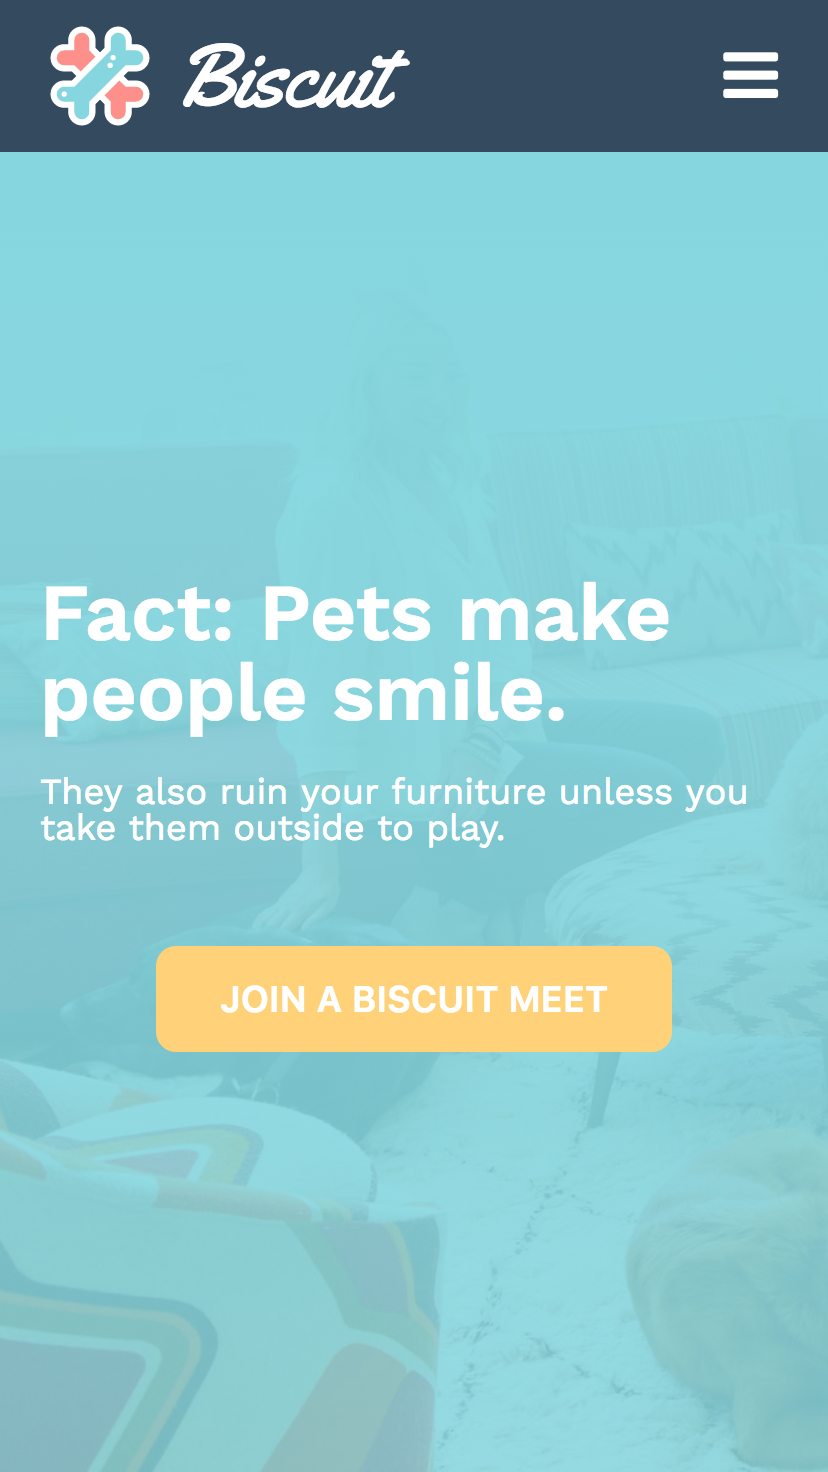 Biscuit
Fact: Pets make
people smile.
They also ruin your furniture unless you
take them outside to play.
JOIN A BISCUIT MEET